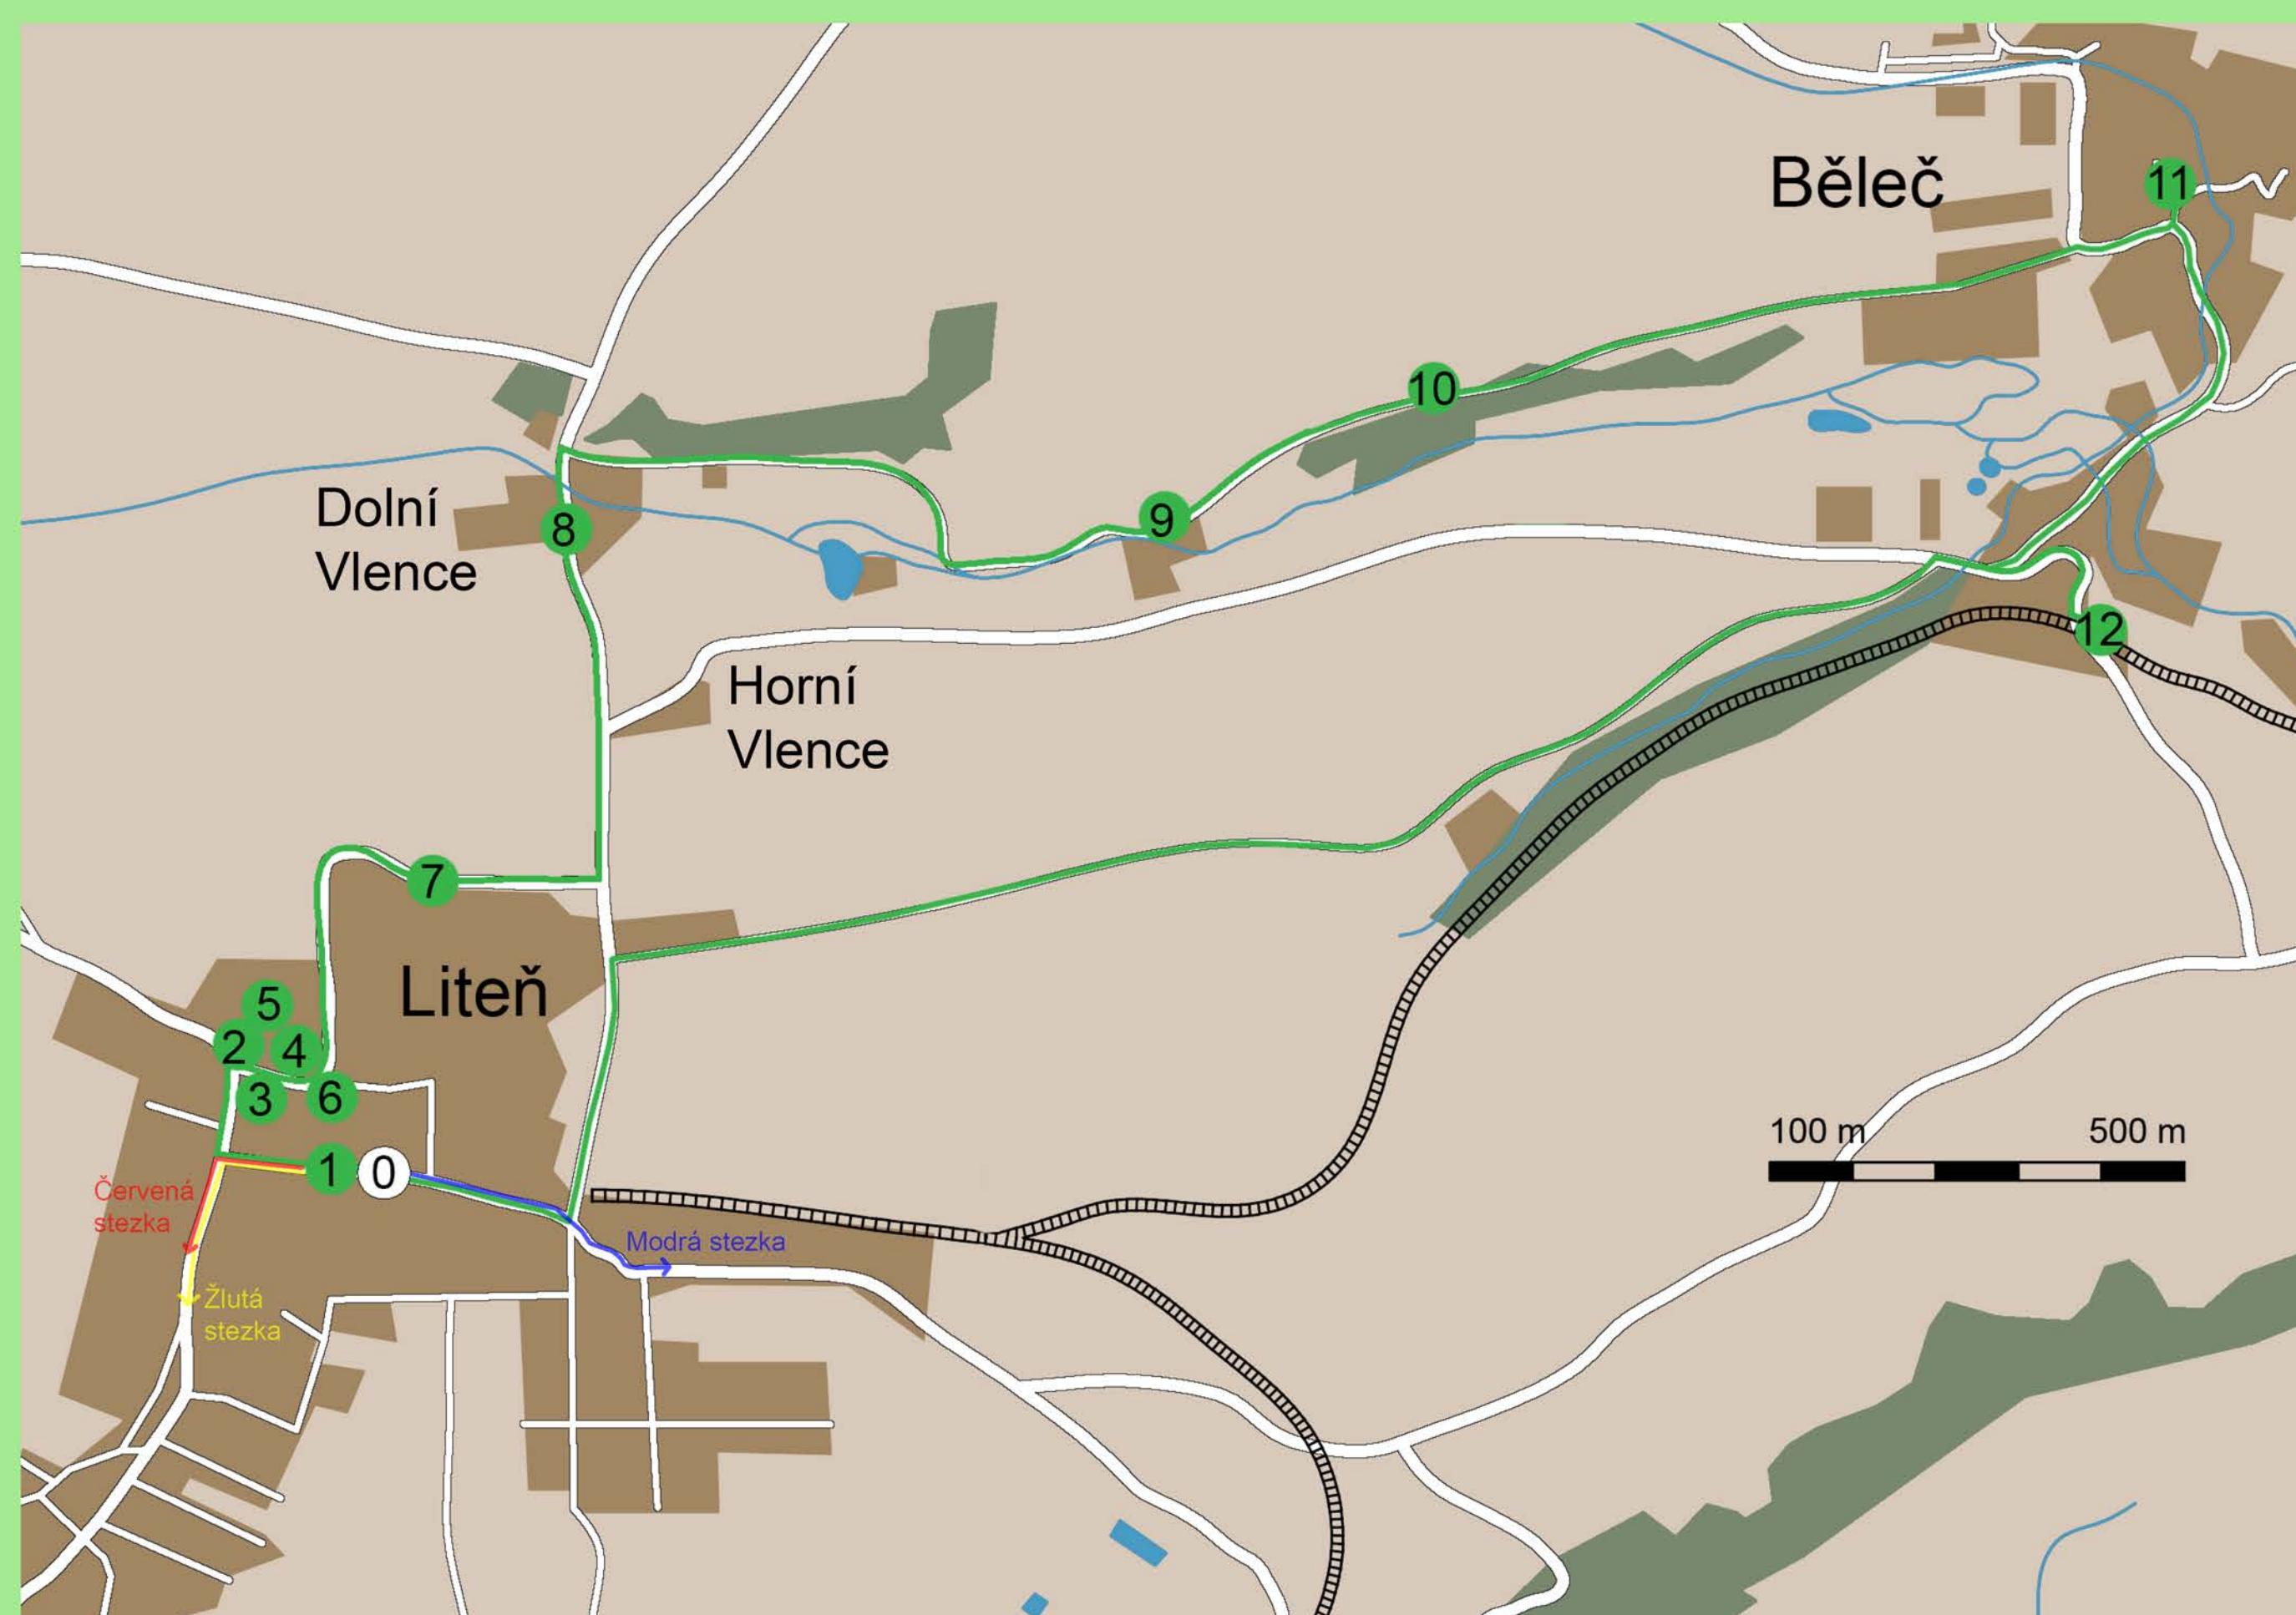 Běleč
11
10
Dolní
Vlence
8
9
12
Horní
Vlence
7
Liteň
5
2
4
3
6
100 m
500 m
1
0
Červená
stezka
Modrá stezka
Žlutá
stezka